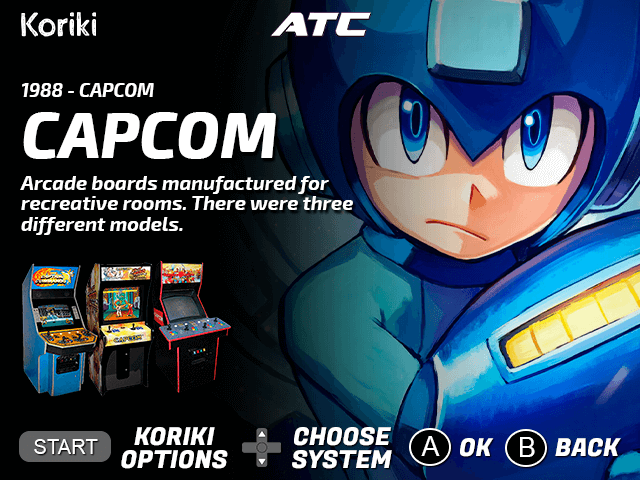 Koriki
ATC
1988 - CAPCOM
CAPCOM
Arcade boards manufactured for
recreative rooms. There were three
different models.
CAPCOM
START
KORIKI
OPTIONS
CHOOSE
SYSTEM
A OK
B BACK